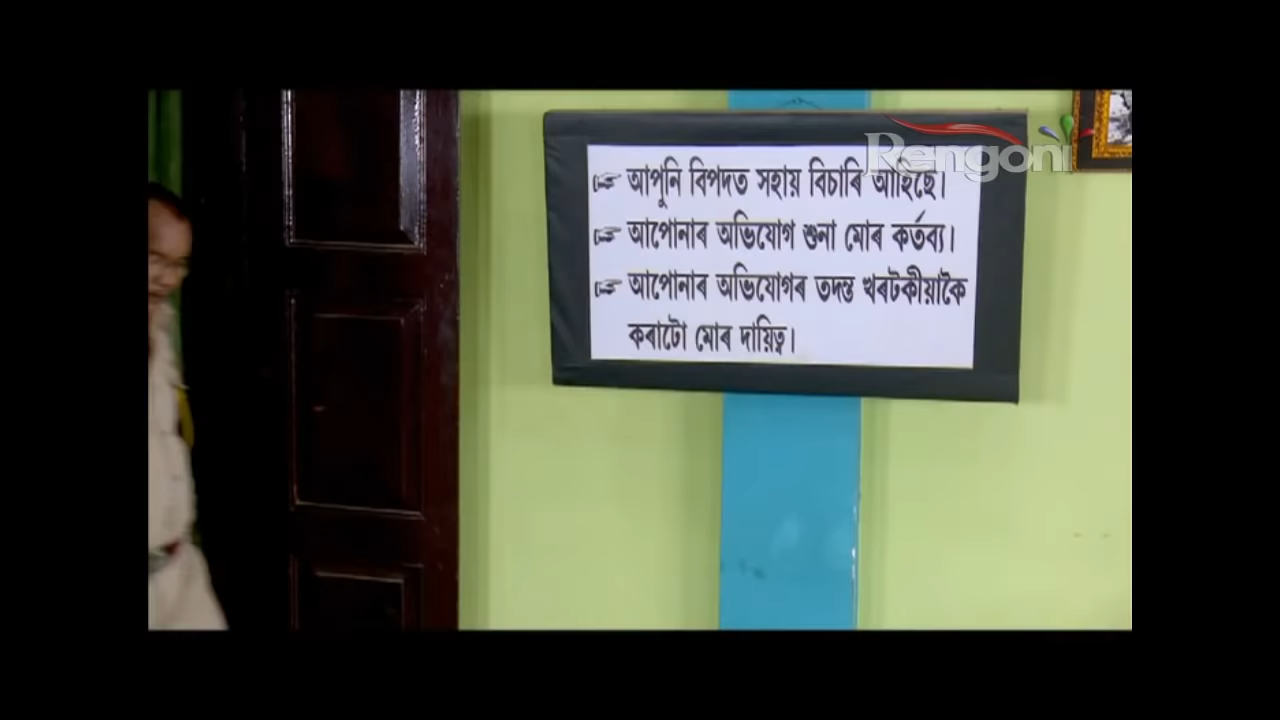 Rengoni
আপুনি বিপদত সহায় বিচাৰি আহিছে।
আপোনাৰ অভিযোগ শুনা মোৰ কৰ্তব্য।
আপোনাৰ অভিযোগৰ তদন্ত খৰটকীয়াকৈ
কৰাটো মোৰ দায়িত্ব।